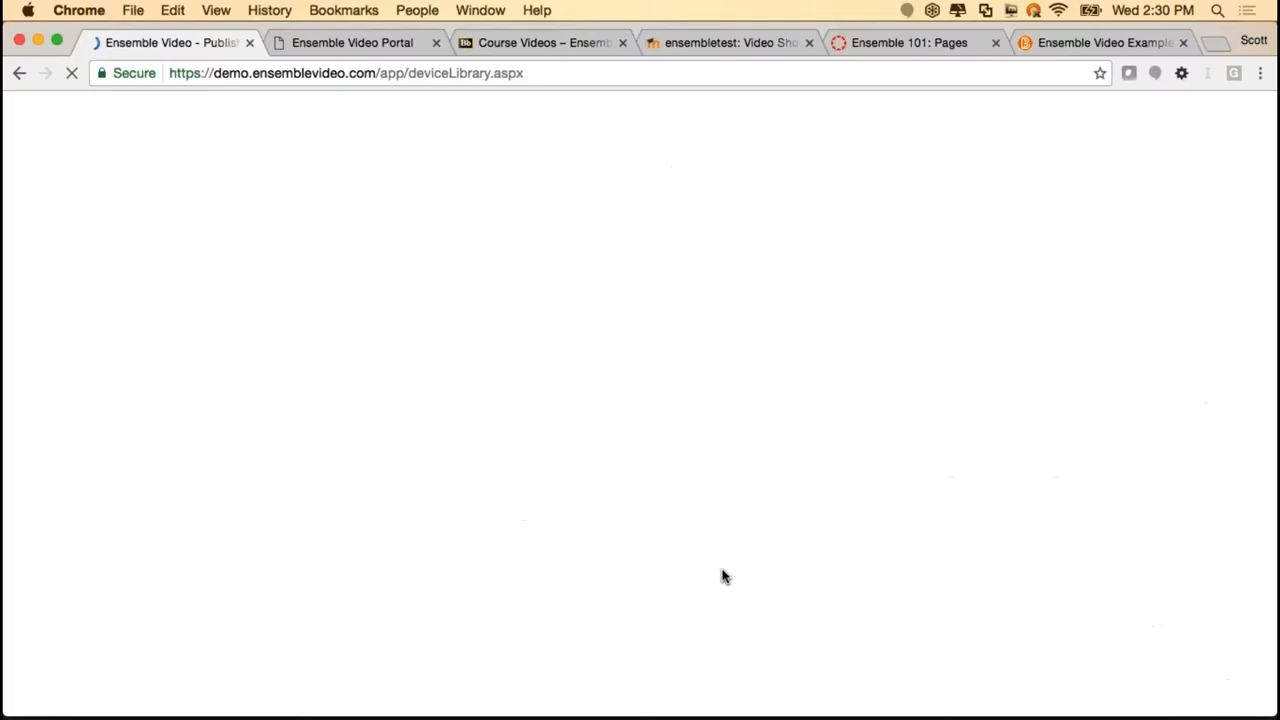 Chrome File Edit View History Bookmarks People Window Help Wed 2:30 PM
Ensemble Video - Publis Ensemble Video Portal Bb Course Videos – Ensemb ensembletest: Video Sho Ensemble 101: Pages Ensemble Video Example Scott
Secure https://demo.ensemblevideo.com/app/deviceLibrary.aspx G